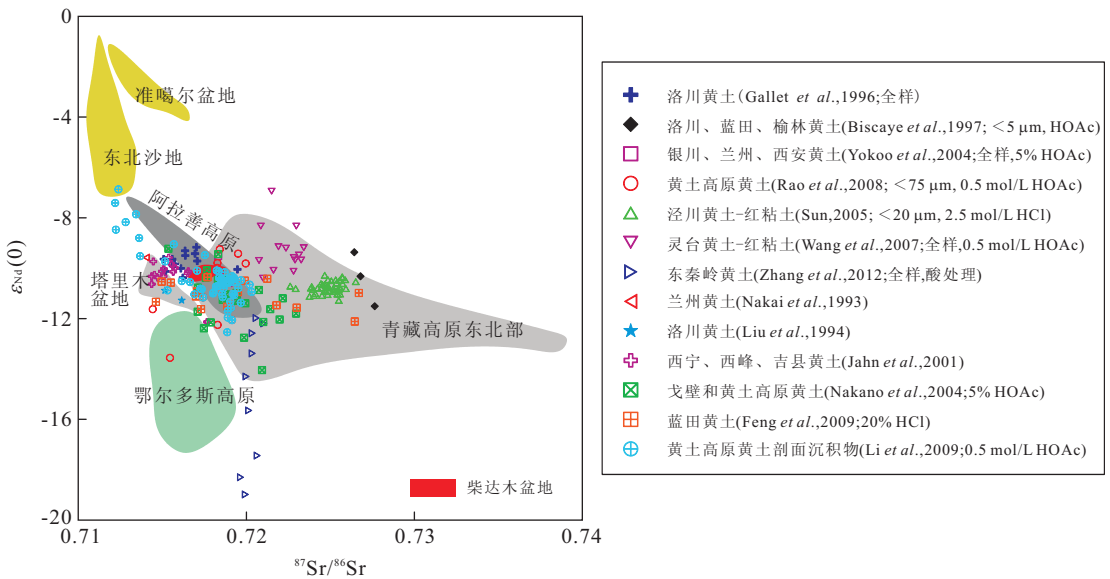 0
-4
-8
-12
-16
-20
εNd(0)
0.71
0.72
0.73
0.74
87Sr/86Sr
准噶尔盆地
东北沙地
阿拉善高原
塔里木
盆地
青藏高原东北部
鄂尔多斯高原
柴达木盆地
洛川黄土(Gallet et al.,1996;全样)
洛川、蓝田、榆林黄土(Biscaye et al.,1997; <5 μm, HOAc)
银川、兰州、西安黄土(Yokoo et al.,2004;全样,5% HOAc)
黄土高原黄土(Rao et al.,2008; <75 μm, 0.5 mol/L HOAc)
泾川黄土-红粘土(Sun,2005; <20 μm, 2.5 mol/L HCl)
灵台黄土-红粘土(Wang et al.,2007;全样,0.5 mol/L HOAc)
东秦岭黄土(Zhang et al.,2012;全样,酸处理)
兰州黄土(Nakai et al.,1993)
洛川黄土(Liu et al.,1994)
西宁、西峰、吉县黄土(Jahn et al.,2001)
戈壁和黄土高原黄土(Nakano et al.,2004;5% HOAc)
蓝田黄土(Feng et al.,2009;20% HCl)
黄土高原黄土剖面沉积物(Li et al.,2009;0.5 mol/L HOAc)